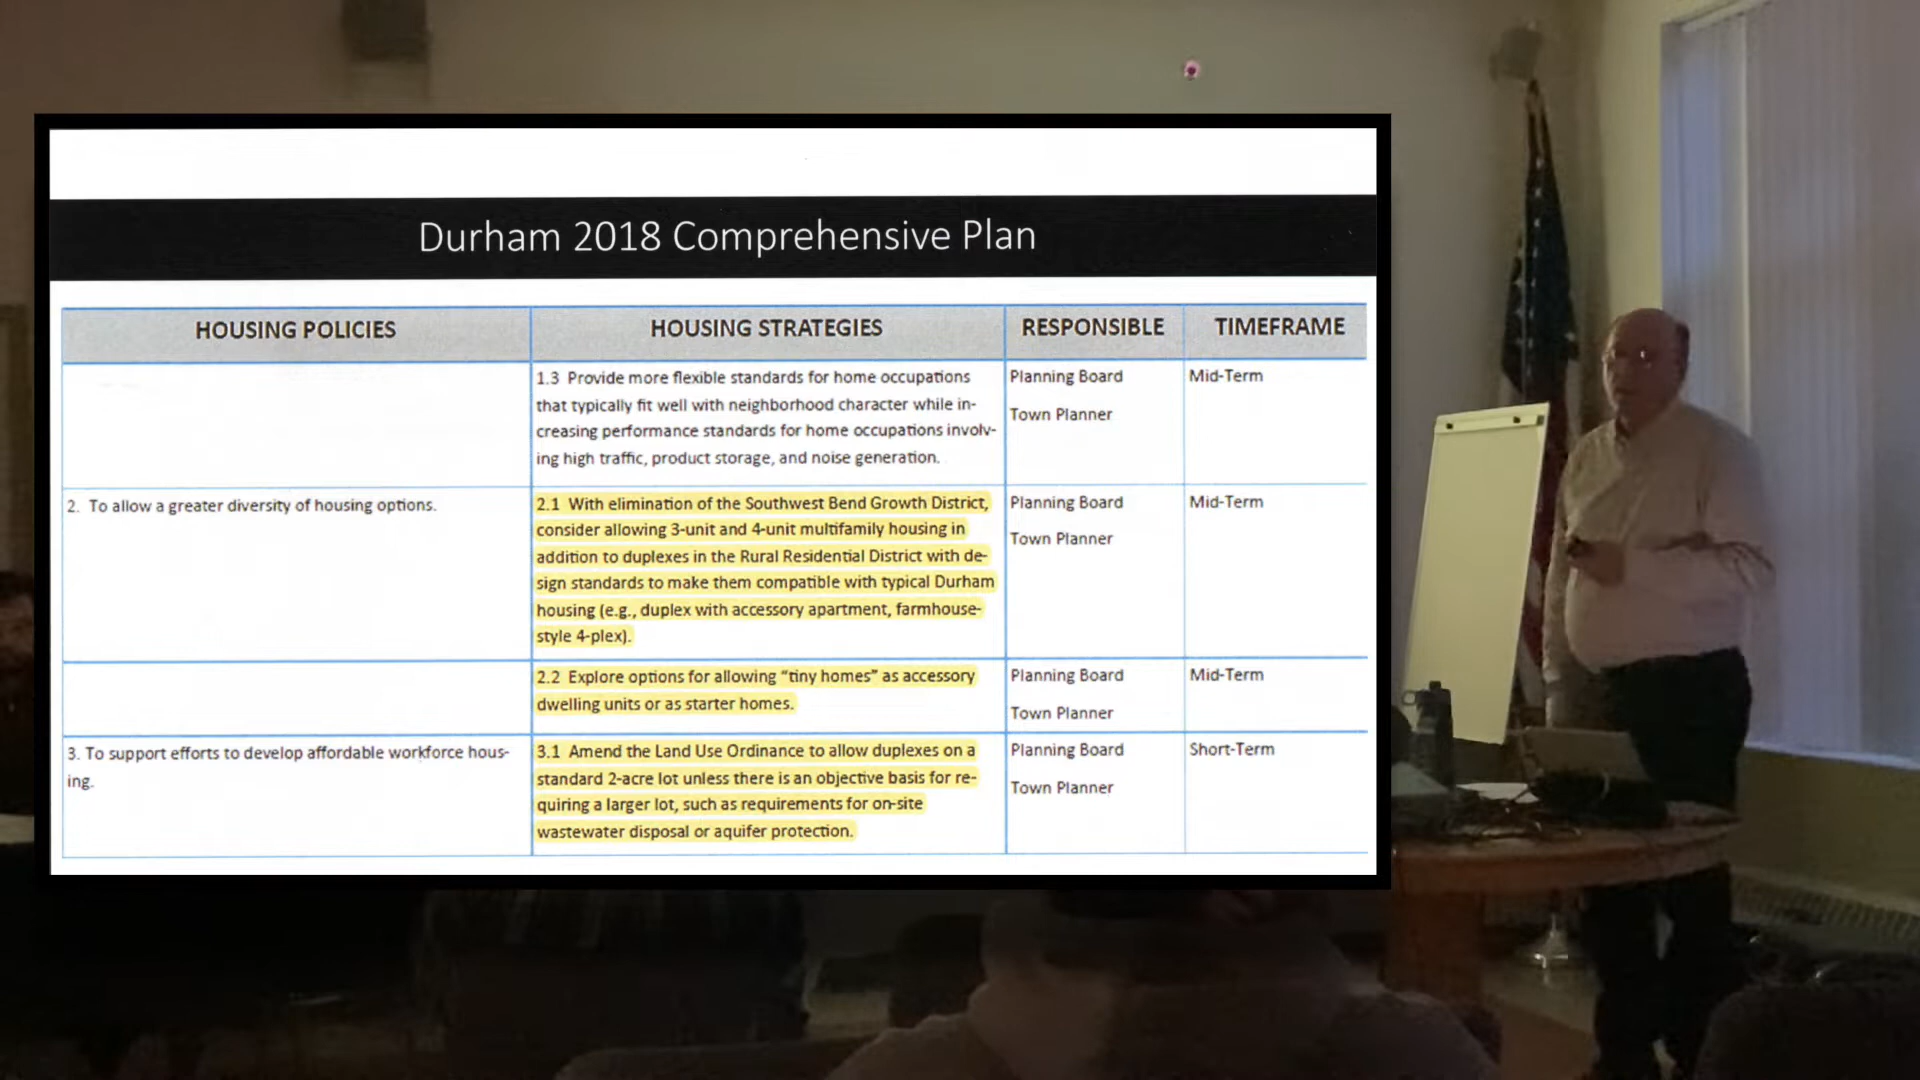 Durham 2018 Comprehensive Plan
HOUSING POLICIES
HOUSING STRATEGIES
RESPONSIBLE
TIMEFRAME
1.3 Provide more flexible standards for home occupations
that typically fit well with neighborhood character while in-
creasing performance standards for home occupations involv-
ing high traffic, product storage, and noise generation.
Planning Board
Town Planner
Mid-Term
2. To allow a greater diversity of housing options.
2.1 With elimination of the Southwest Bend Growth District,
consider allowing 3-unit and 4-unit multifamily housing in
addition to duplexes in the Rural Residential District with de-
sign standards to make them compatible with typical Durham
housing (e.g., duplex with accessory apartment, farmhouse-
style 4-plex).
Planning Board
Town Planner
Mid-Term
2.2 Explore options for allowing “tiny homes” as accessory
dwelling units or as starter homes.
Planning Board
Town Planner
Mid-Term
3. To support efforts to develop affordable workforce hous-
ing.
3.1 Amend the Land Use Ordinance to allow duplexes on a
standard 2-acre lot unless there is an objective basis for re-
quiring a larger lot, such as requirements for on-site
wastewater disposal or aquifer protection.
Planning Board
Town Planner
Short-Term